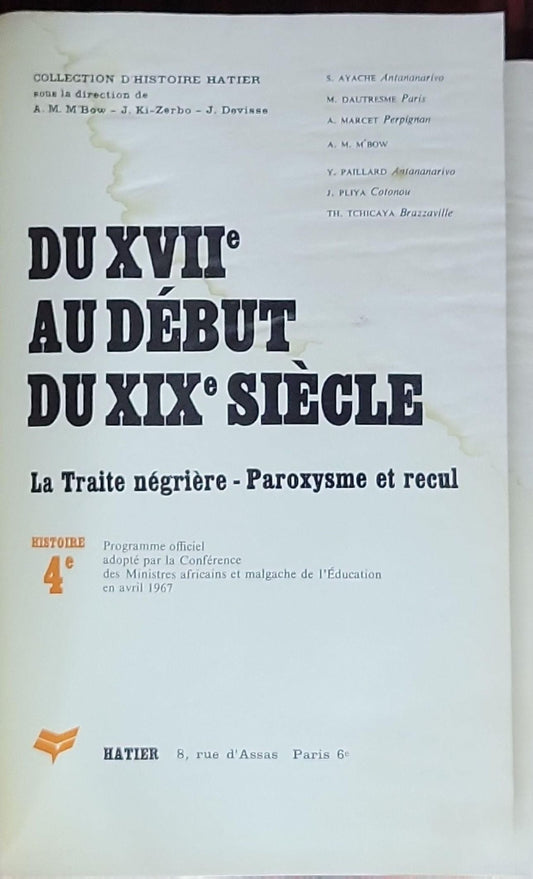 COLLECTION D'HISTOIRE HATIER
sous la direction de
A. M. M'Bow – J. Ki-Zerbo – J. Devisse
S. AYACHE Antananarivo
M. DAUTRESME Paris
A. MARCET Perpignan
A. M. M'BOW
Y. PAILLARD Antananarivo
J. PLIYA Cotonou
TH. TCHICAYA Brazzaville
DU XVIIe
AU DÉBUT
DU XIXe SIÈCLE
La Traite négrière - Paroxysme et recul
HISTOIRE
4e
Programme officiel
adopté par la Conférence
des Ministres africains et malgache de l'Éducation
en avril 1967
HATIER 8, rue d'Assas Paris 6e